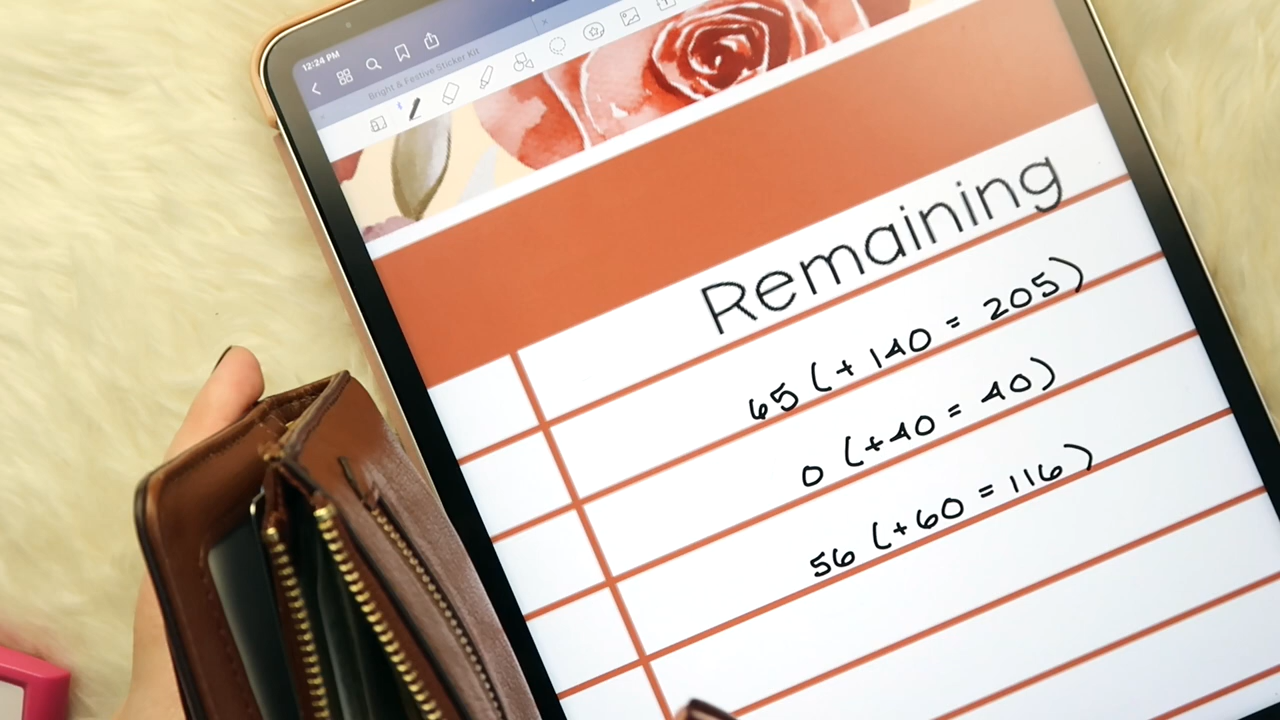 12:24 PM
Bright & Festive Sticker Kit
Remaining
65 (+ 140 = 205)
0 (+40 = 40)
56 (+60 = 116)